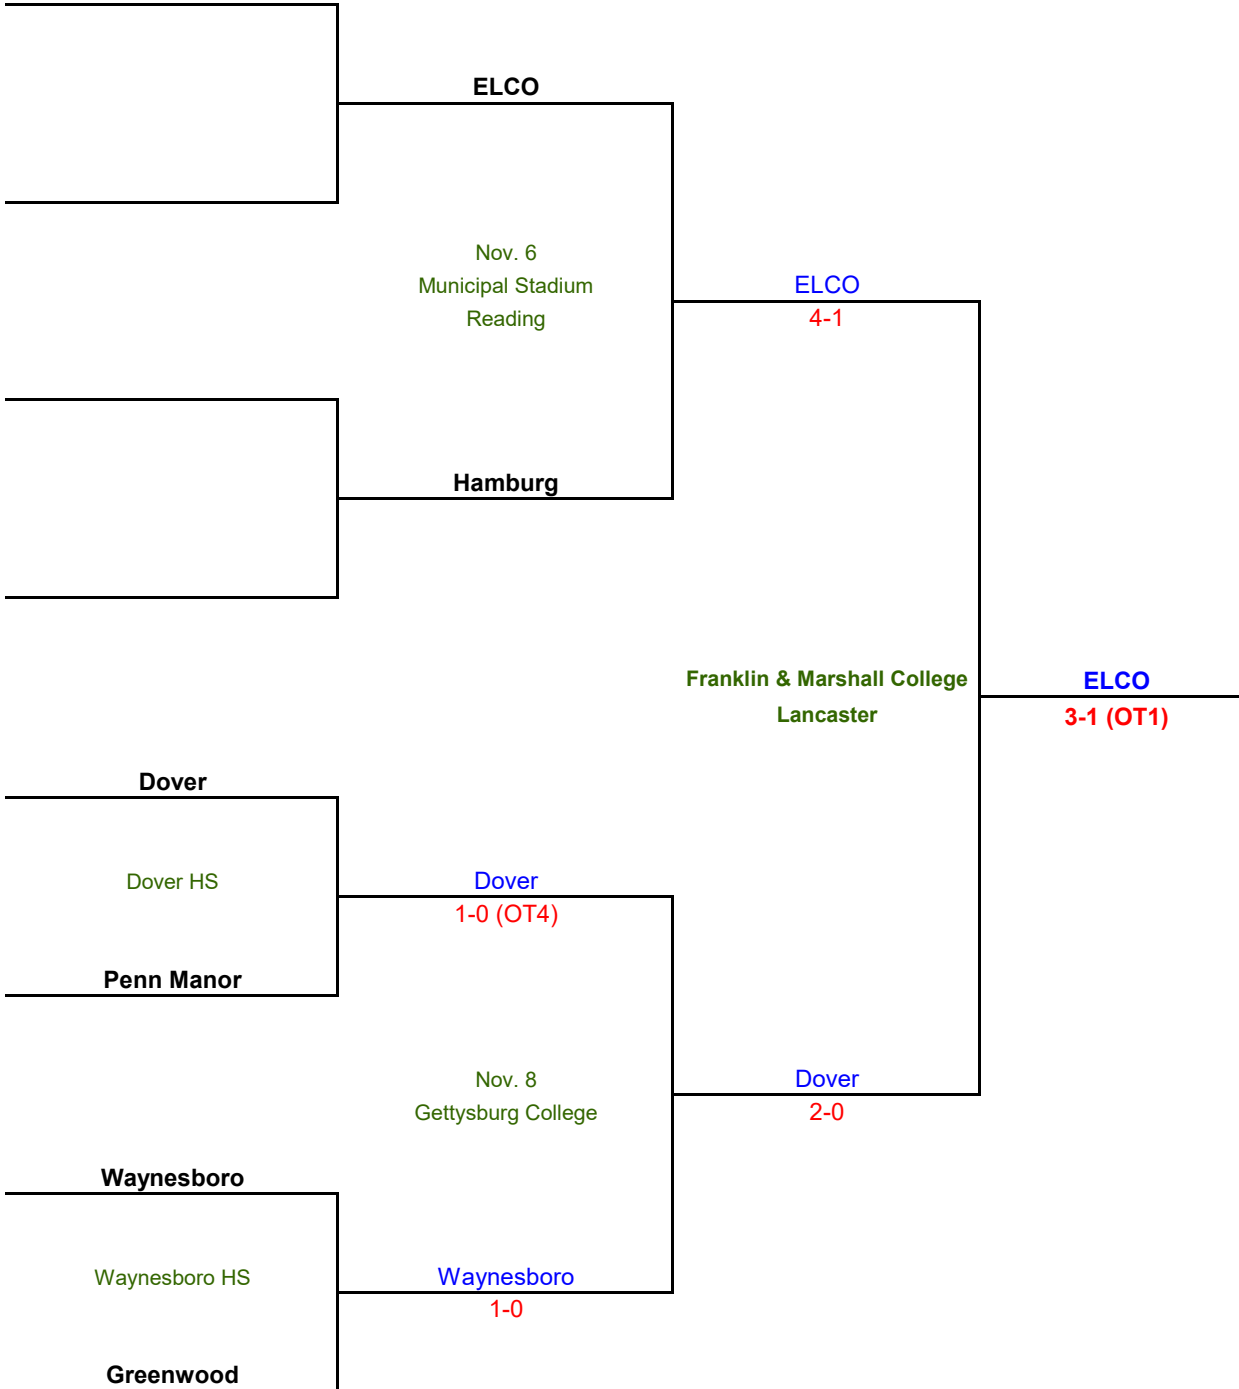 ELCO
Nov. 6
Municipal Stadium
Reading
ELCO
4-1
Hamburg
Franklin & Marshall College
Lancaster
ELCO
3-1 (OT1)
Dover
Dover HS
Dover
1-0 (OT4)
Penn Manor
Nov. 8
Gettysburg College
Dover
2-0
Waynesboro
Waynesboro HS
Waynesboro
1-0
Greenwood